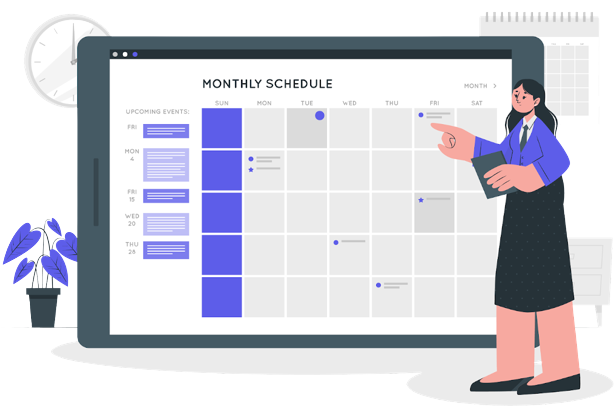 MONTHLY SCHEDULE
MONTH >
UPCOMING EVENTS:
SUN MON TUE WED THU FRI SAT
FRI
MON
4
FRI
15
WED
20
THU
28